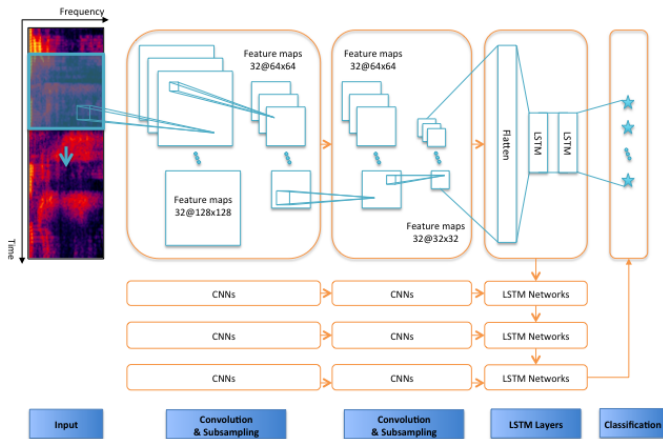 Frequency
Time
Feature maps
32@64x64
Feature maps
32@128x128
Feature maps
32@64x64
Feature maps
32@32x32
Flatten
LSTM
LSTM
CNNs
CNNs
LSTM Networks
CNNs
CNNs
LSTM Networks
CNNs
CNNs
LSTM Networks
Input
Convolution
& Subsampling
Convolution
& Subsampling
LSTM Layers
Classification